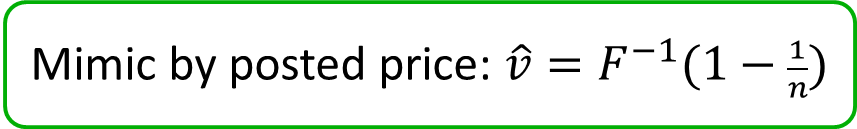 Mimic by posted price: v̂ = F⁻¹(1 − 1/n)